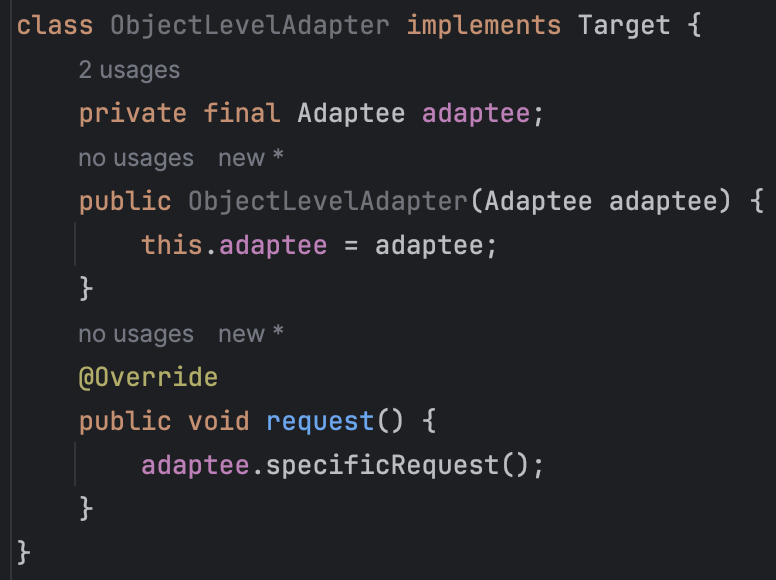 class ObjectLevelAdapter implements Target {
2 usages
private final Adaptee adaptee;
no usages new *
public ObjectLevelAdapter(Adaptee adaptee) {
this.adaptee = adaptee;
}
no usages new *
@Override
public void request() {
adaptee.specificRequest();
}
}